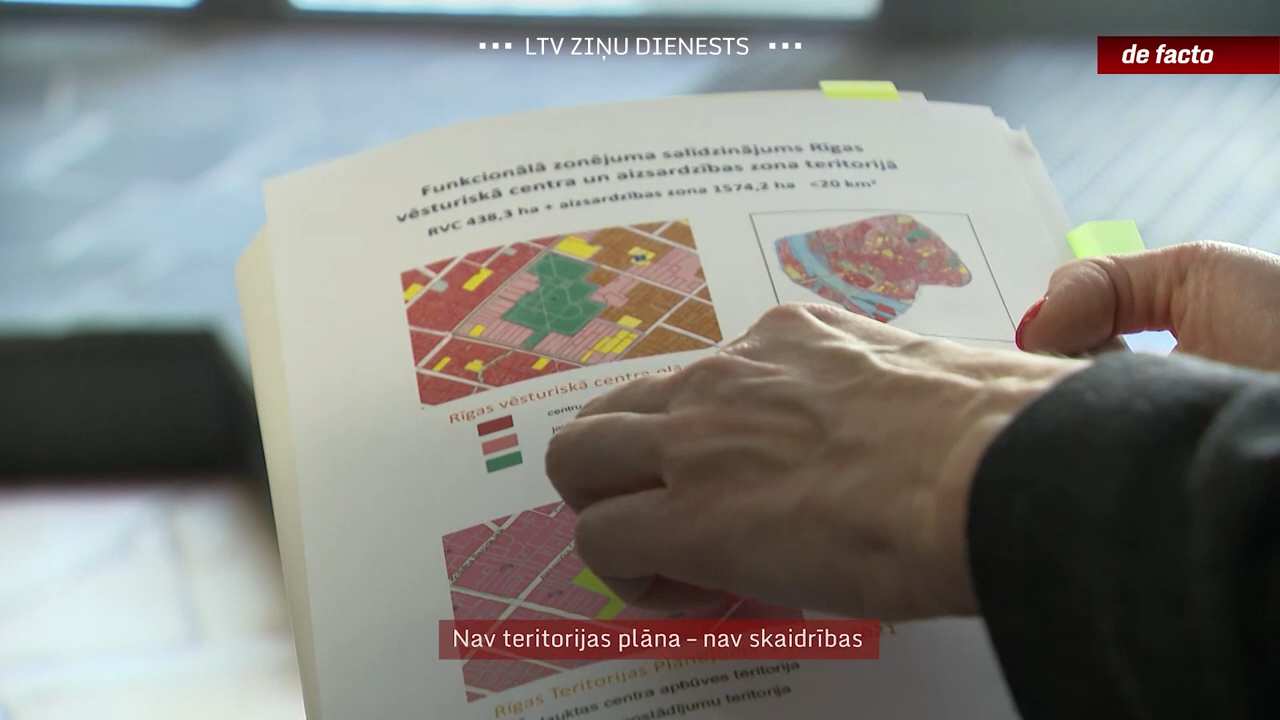 LTV ZIŅU DIENESTS
de facto
Funkcionālā zonējuma salīdzinājums Rīgas
vēsturiskā centra un aizsardzības zona teritorijā
RVC 438,3 ha + aizsardzības zona 1574,2 ha <20 km²
Rīgas vēsturiskā centra
centru
Nav teritorijas plāna – nav skaidrības
Rīgas Teritorijas
centra apbūves teritorija
teritorija